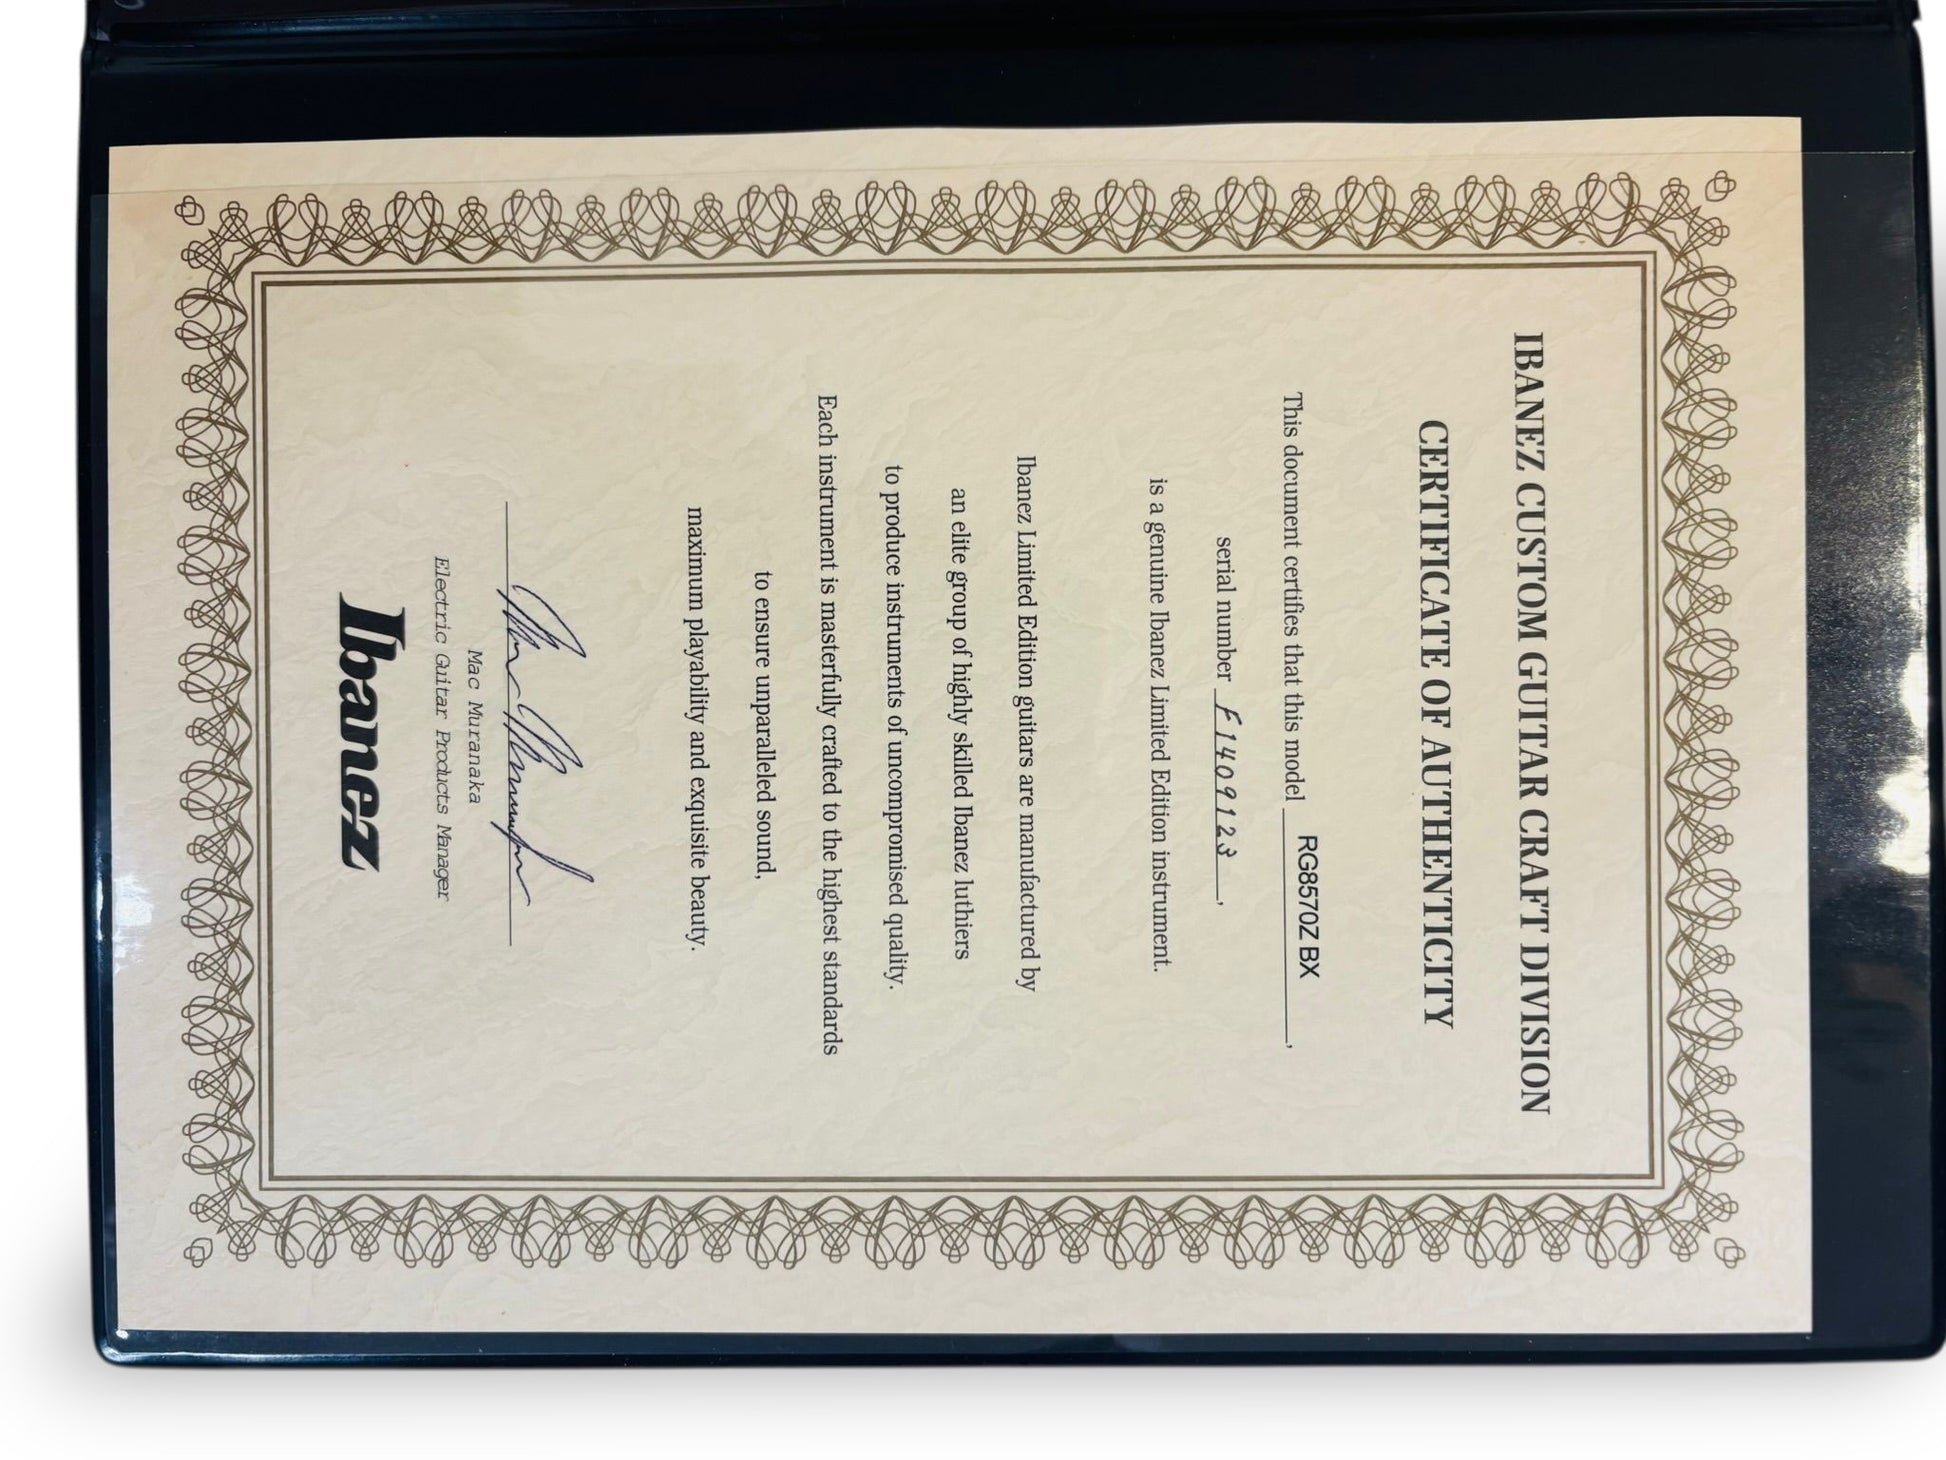 IBANEZ CUSTOM GUITAR CRAFT DIVISION
CERTIFICATE OF AUTHENTICITY
This document certifies that this model RG8570Z BX,
serial number F1409123,
is a genuine Ibanez Limited Edition instrument.
Ibanez Limited Edition guitars are manufactured by
an elite group of highly skilled Ibanez luthiers
to produce instruments of uncompromised quality.
Each instrument is masterfully crafted to the highest standards
to ensure unparalleled sound,
maximum playability and exquisite beauty.
Mac Muranaka
Electric Guitar Products Manager
Ibanez